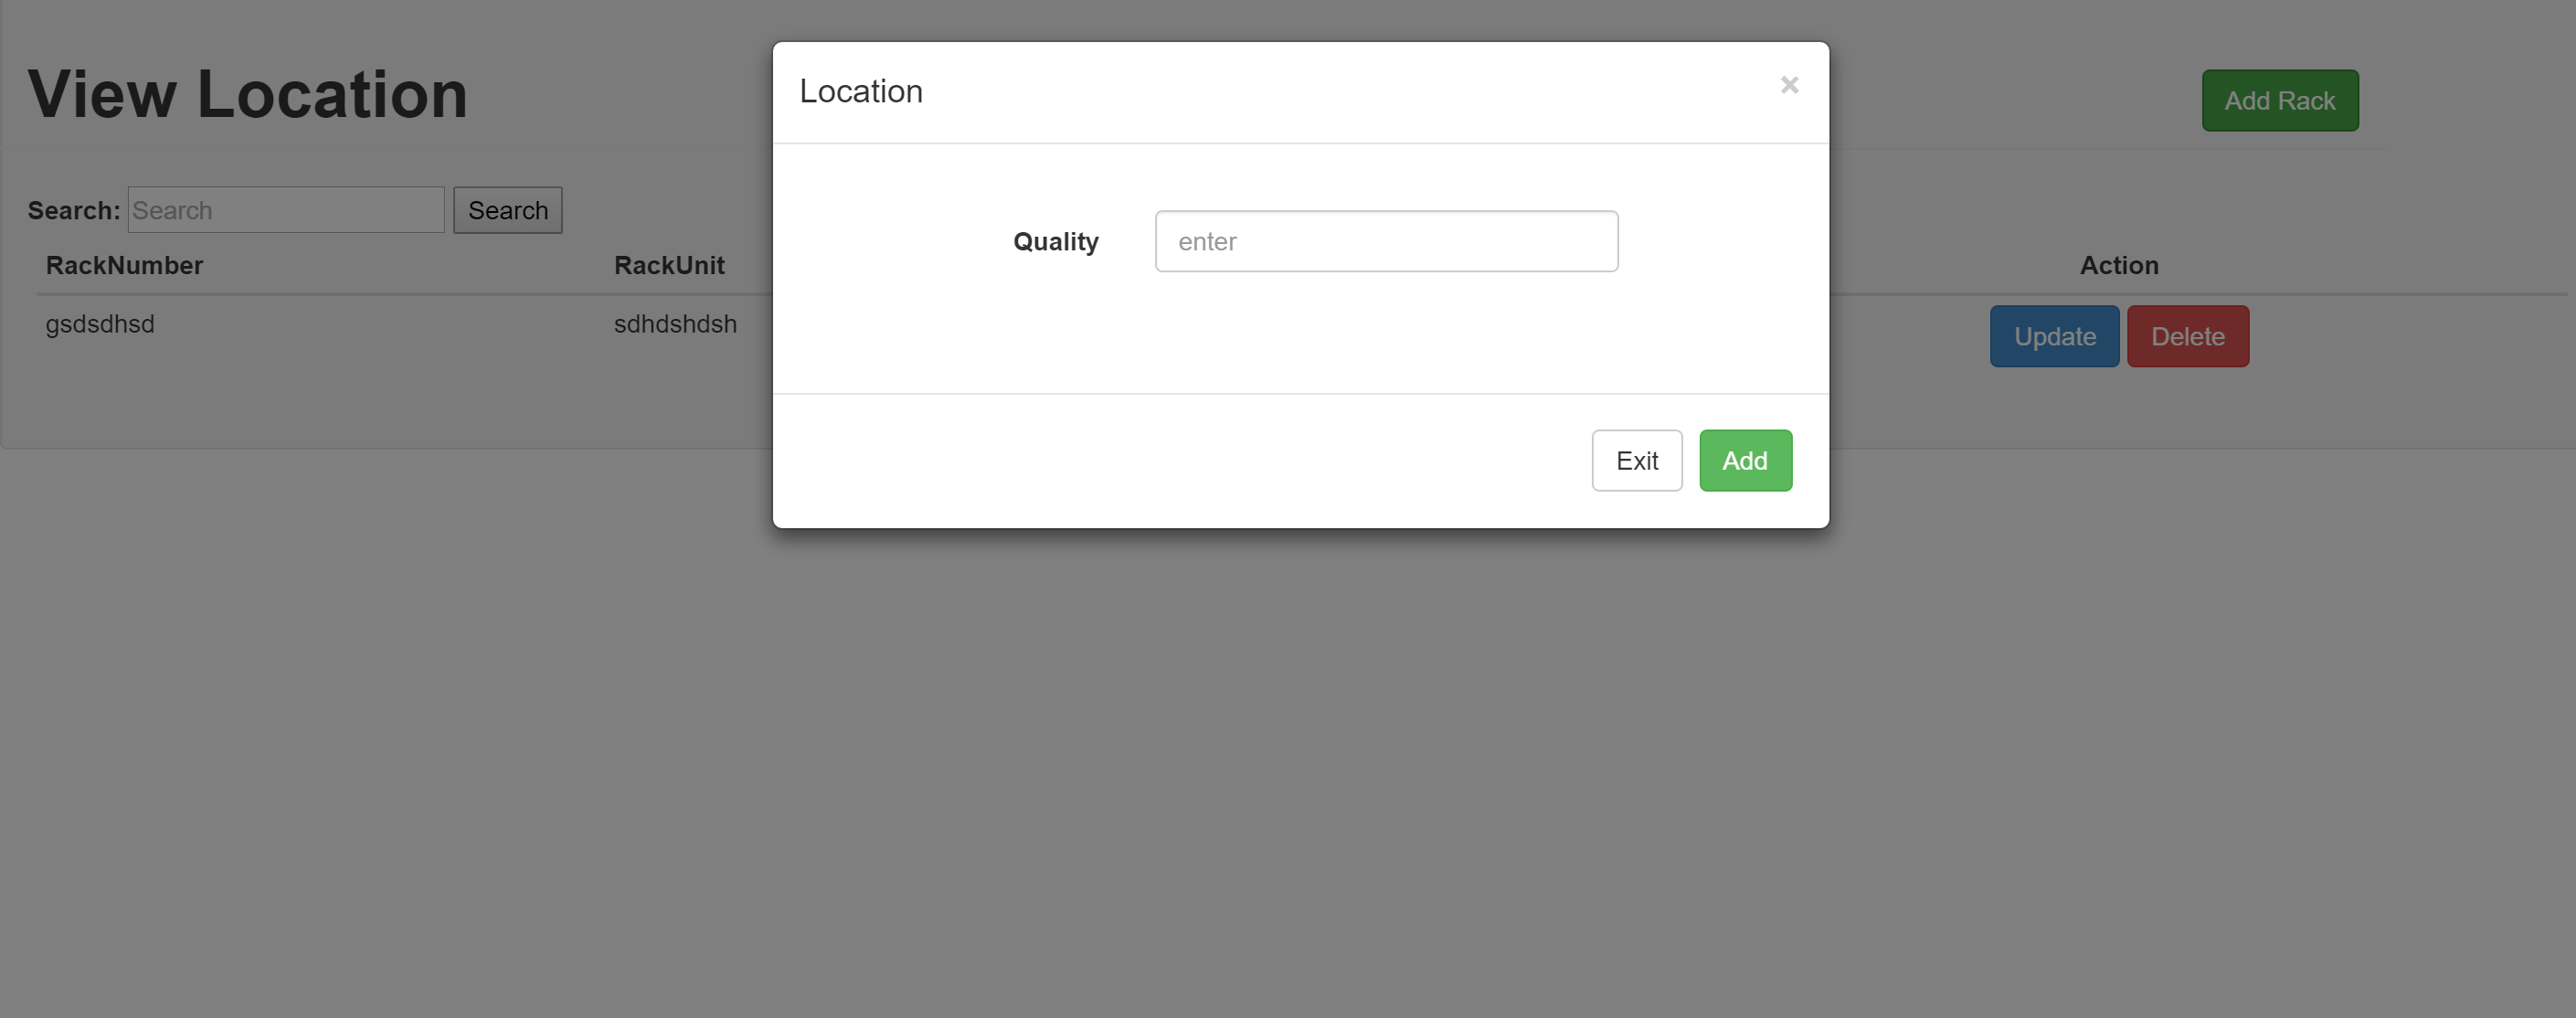 View Location
Add Rack
Search: Search Search
RackNumber RackUnit Action
gsdsdhsd sdhdshdsh Update Delete
Location ×
Quality enter
Exit Add